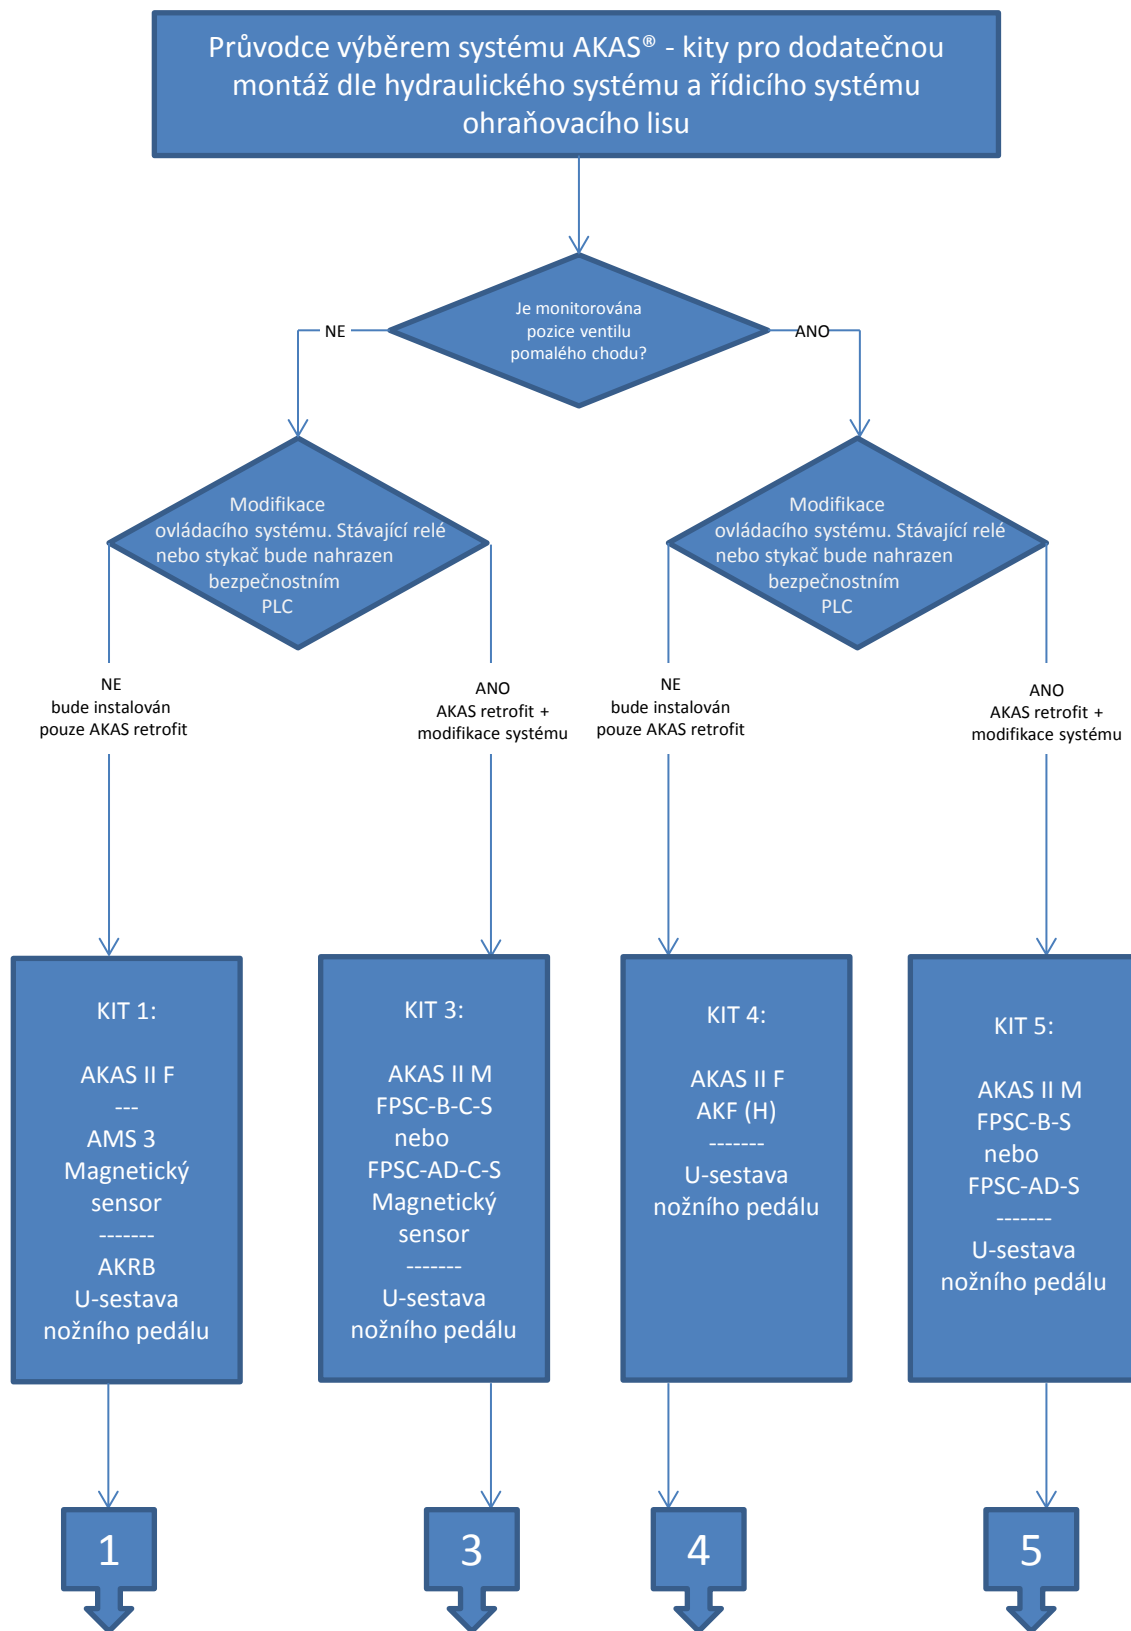 Průvodce výběrem systému AKAS® - kity pro dodatečnou
montáž dle hydraulického systému a řídicího systému
ohraňovacího lisu
Je monitorována
pozice ventilu
pomalého chodu?
NE
ANO
Modifikace
ovládacího systému. Stávající relé
nebo stykač bude nahrazen
bezpečnostním
PLC
Modifikace
ovládacího systému. Stávající relé
nebo stykač bude nahrazen
bezpečnostním
PLC
NE
bude instalován
pouze AKAS retrofit
ANO
AKAS retrofit +
modifikace systému
NE
bude instalován
pouze AKAS retrofit
ANO
AKAS retrofit +
modifikace systému
KIT 1:
AKAS II F
---
AMS 3
Magnetický
sensor
-------
AKRB
U-sestava
nožního pedálu
KIT 3:
AKAS II M
FPSC-B-C-S
nebo
FPSC-AD-C-S
Magnetický
sensor
-------
U-sestava
nožního pedálu
KIT 4:
AKAS II F
AKF (H)
-------
U-sestava
nožního pedálu
KIT 5:
AKAS II M
FPSC-B-S
nebo
FPSC-AD-S
-------
U-sestava
nožního pedálu
1
3
4
5